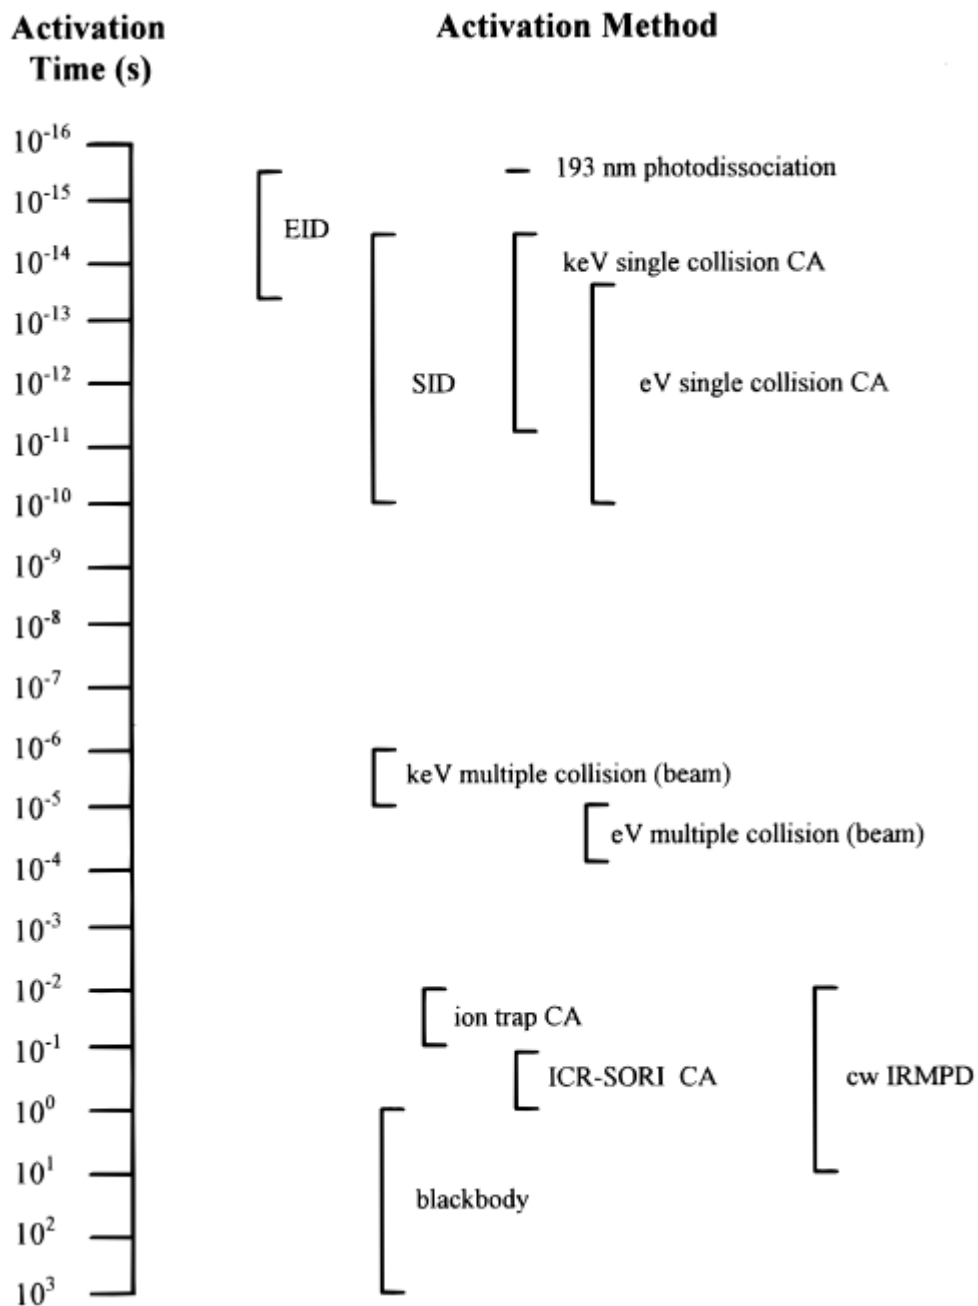 Activation
Time (s)
Activation Method
10⁻¹⁶
193 nm photodissociation
10⁻¹⁵
EID
10⁻¹⁴
keV single collision CA
10⁻¹³
10⁻¹²
SID
eV single collision CA
10⁻¹¹
10⁻¹⁰
10⁻⁹
10⁻⁸
10⁻⁷
10⁻⁶
keV multiple collision (beam)
10⁻⁵
eV multiple collision (beam)
10⁻⁴
10⁻³
10⁻²
ion trap CA
10⁻¹
ICR-SORI CA
cw IRMPD
10⁰
10¹
blackbody
10²
10³